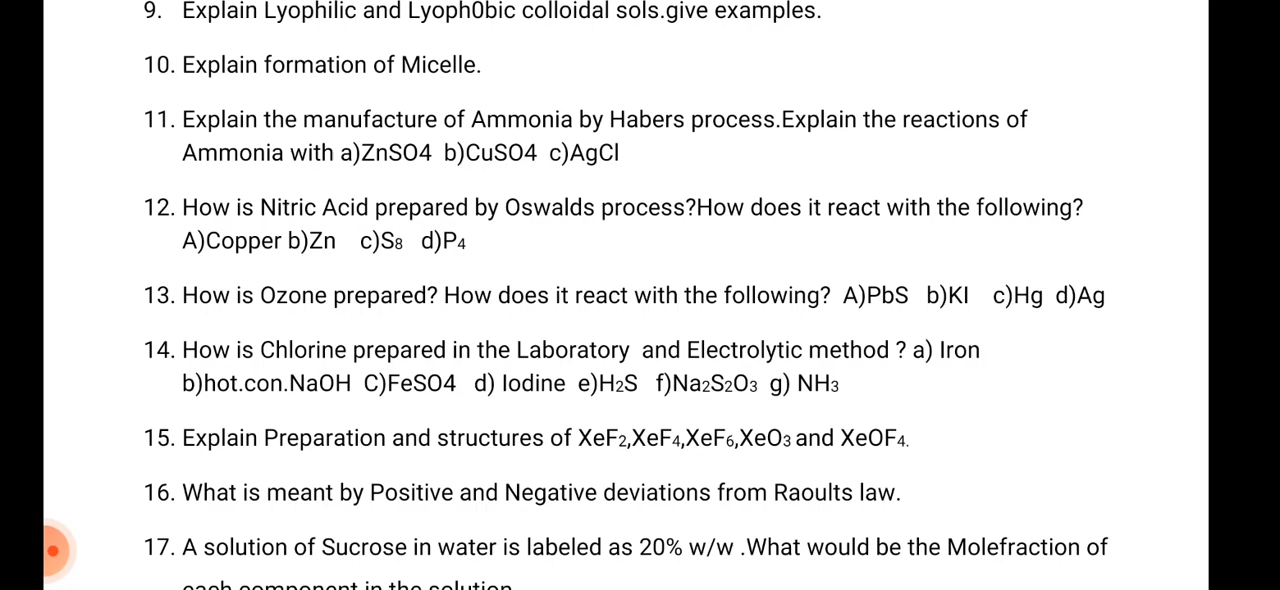 9. Explain Lyophilic and Lyoph0bic colloidal sols.give examples.
10. Explain formation of Micelle.
11. Explain the manufacture of Ammonia by Habers process.Explain the reactions of
Ammonia with a)ZnSO4 b)CuSO4 c)AgCl
12. How is Nitric Acid prepared by Oswalds process?How does it react with the following?
A)Copper b)Zn c)S8 d)P4
13. How is Ozone prepared? How does it react with the following? A)PbS b)KI c)Hg d)Ag
14. How is Chlorine prepared in the Laboratory and Electrolytic method ? a) Iron
b)hot.con.NaOH C)FeSO4 d) Iodine e)H2S f)Na2S2O3 g) NH3
15. Explain Preparation and structures of XeF2,XeF4,XeF6,XeO3 and XeOF4.
16. What is meant by Positive and Negative deviations from Raoults law.
17. A solution of Sucrose in water is labeled as 20% w/w .What would be the Molefraction of
each component in the solution